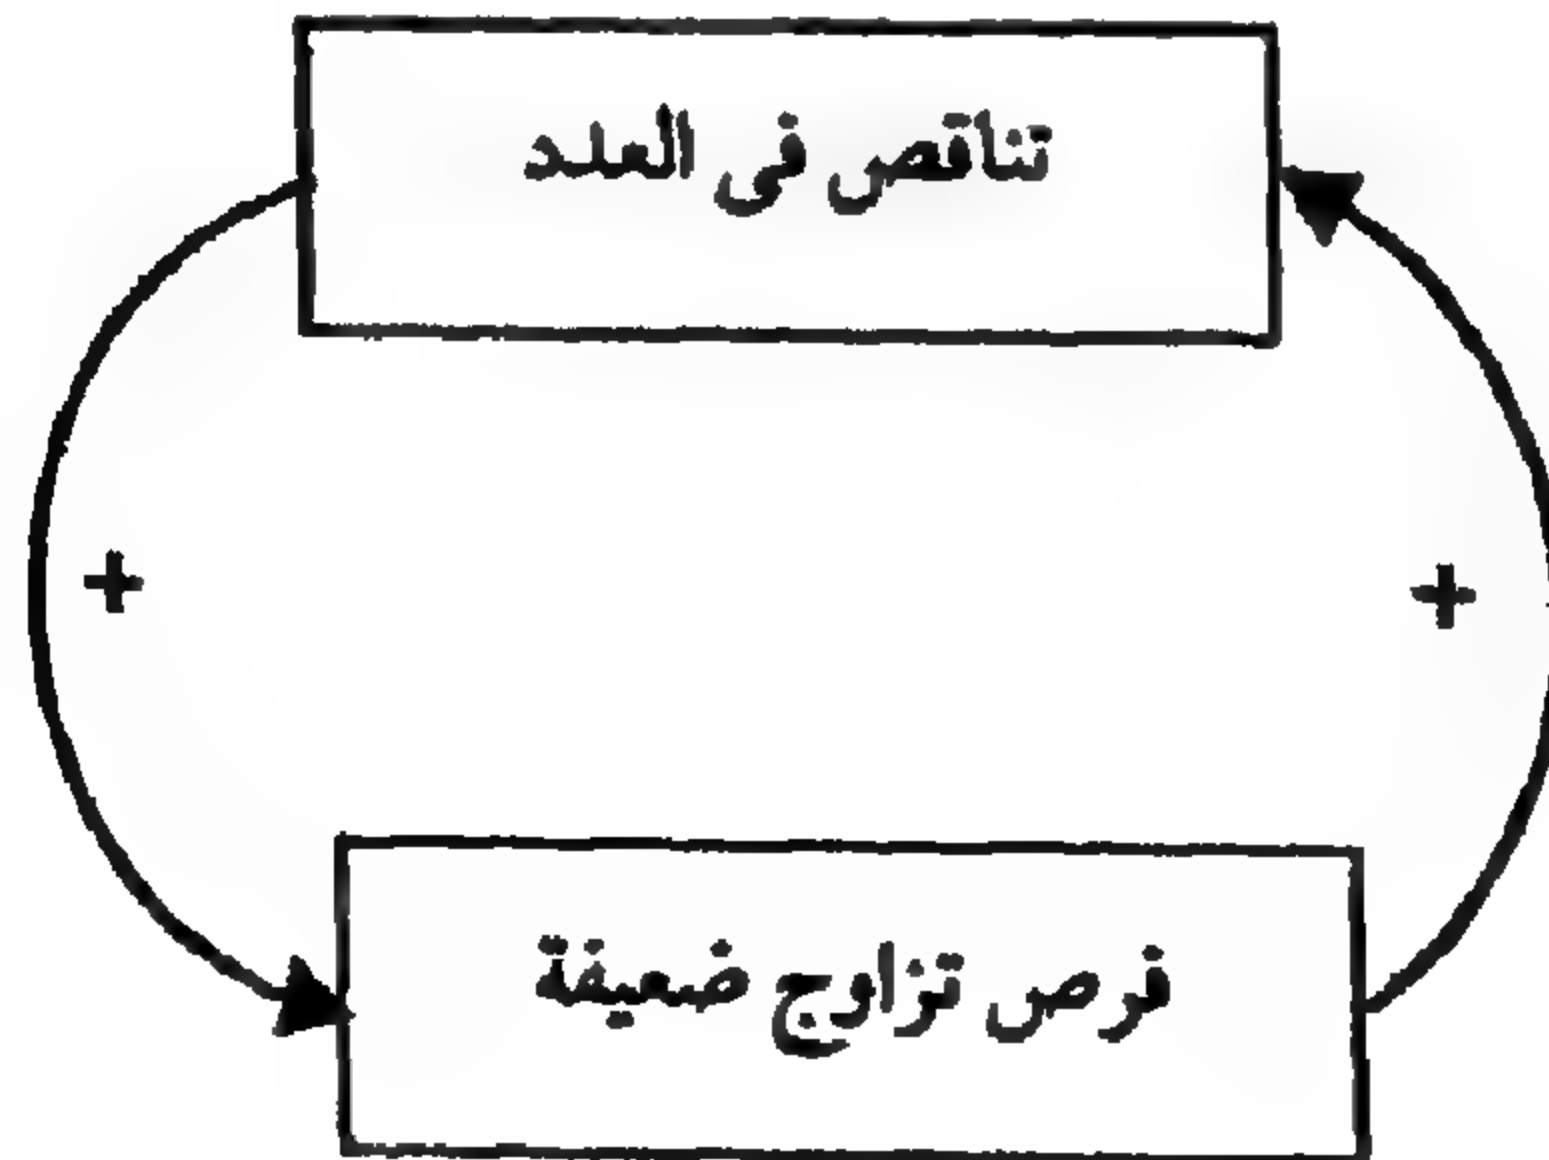 تناقص فى العدد
+
+
فرص تزاوج ضعيفة